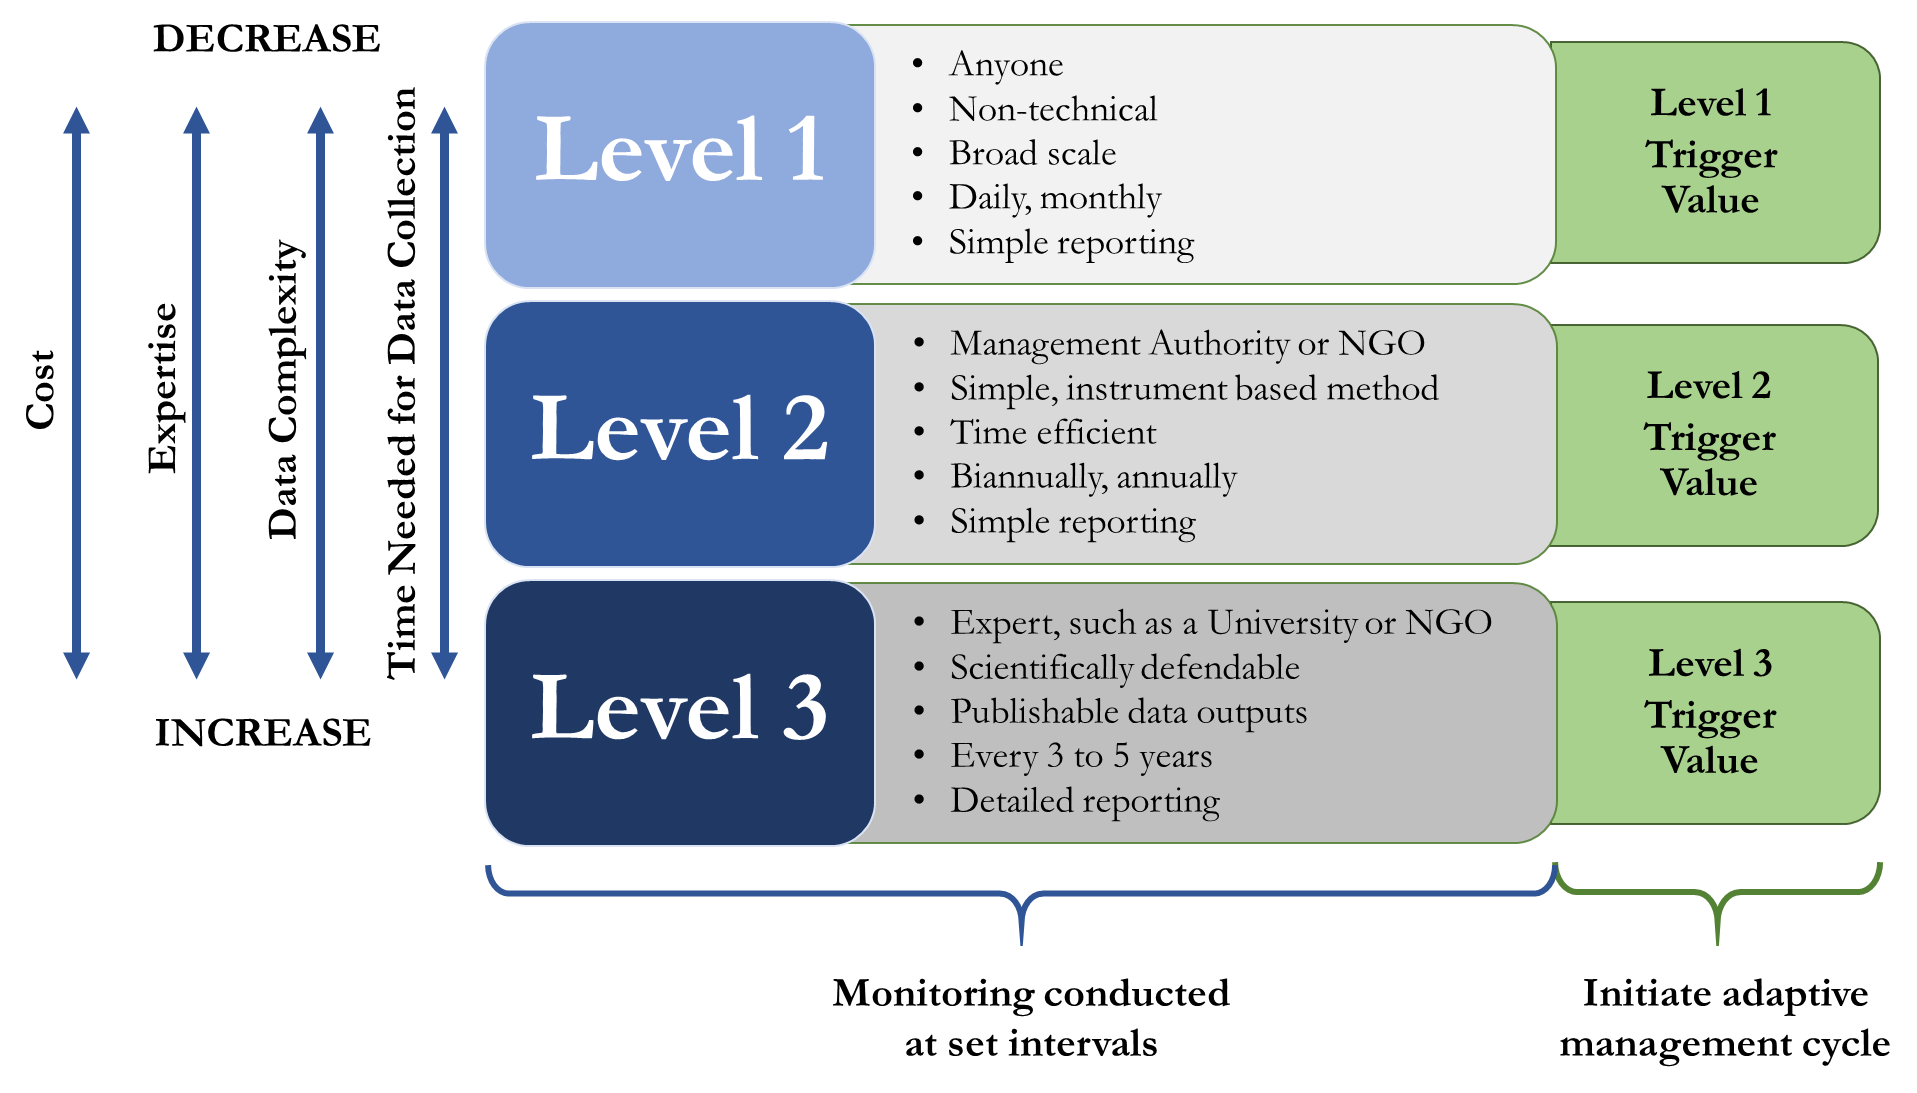 DECREASE
Cost
Expertise
Data Complexity
Time Needed for Data Collection
INCREASE
Level 1
• Anyone
• Non-technical
• Broad scale
• Daily, monthly
• Simple reporting
Level 1
Trigger
Value
Level 2
• Management Authority or NGO
• Simple, instrument based method
• Time efficient
• Biannually, annually
• Simple reporting
Level 2
Trigger
Value
Level 3
• Expert, such as a University or NGO
• Scientifically defendable
• Publishable data outputs
• Every 3 to 5 years
• Detailed reporting
Level 3
Trigger
Value
Monitoring conducted
at set intervals
Initiate adaptive
management cycle